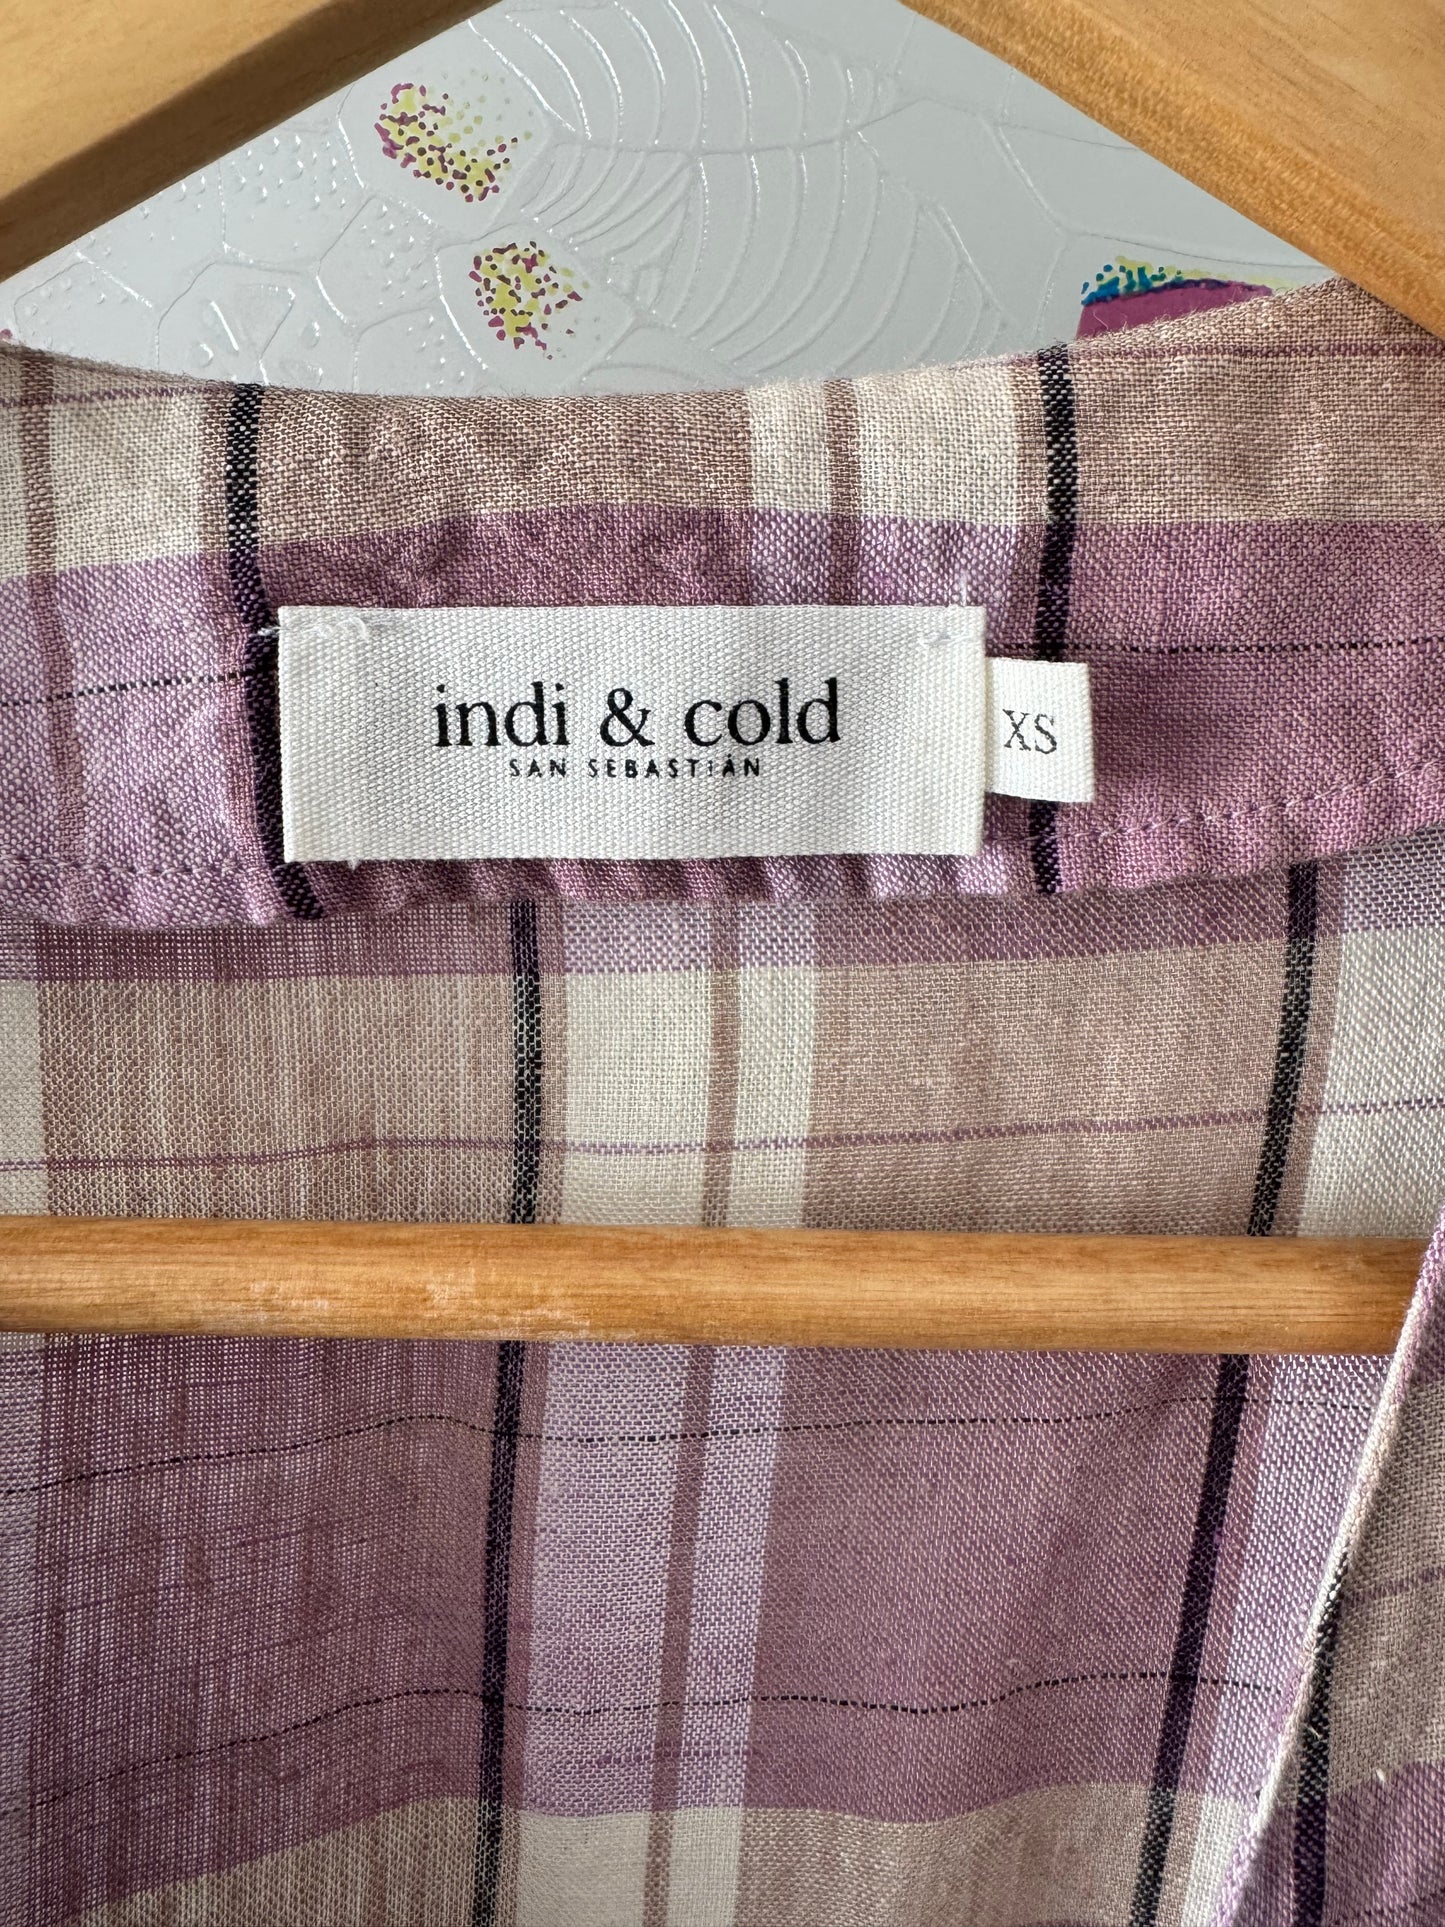 indi & cold
SAN SEBASTIÁN
XS